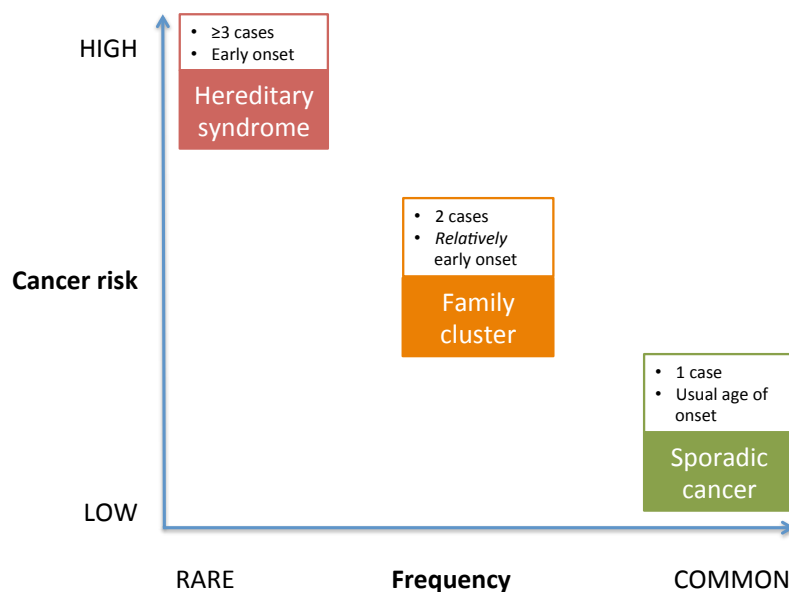 HIGH
• ≥3 cases
• Early onset
Hereditary
syndrome
• 2 cases
• Relatively
early onset
Cancer risk
Family
cluster
• 1 case
• Usual age of
onset
Sporadic
cancer
LOW
RARE
Frequency
COMMON